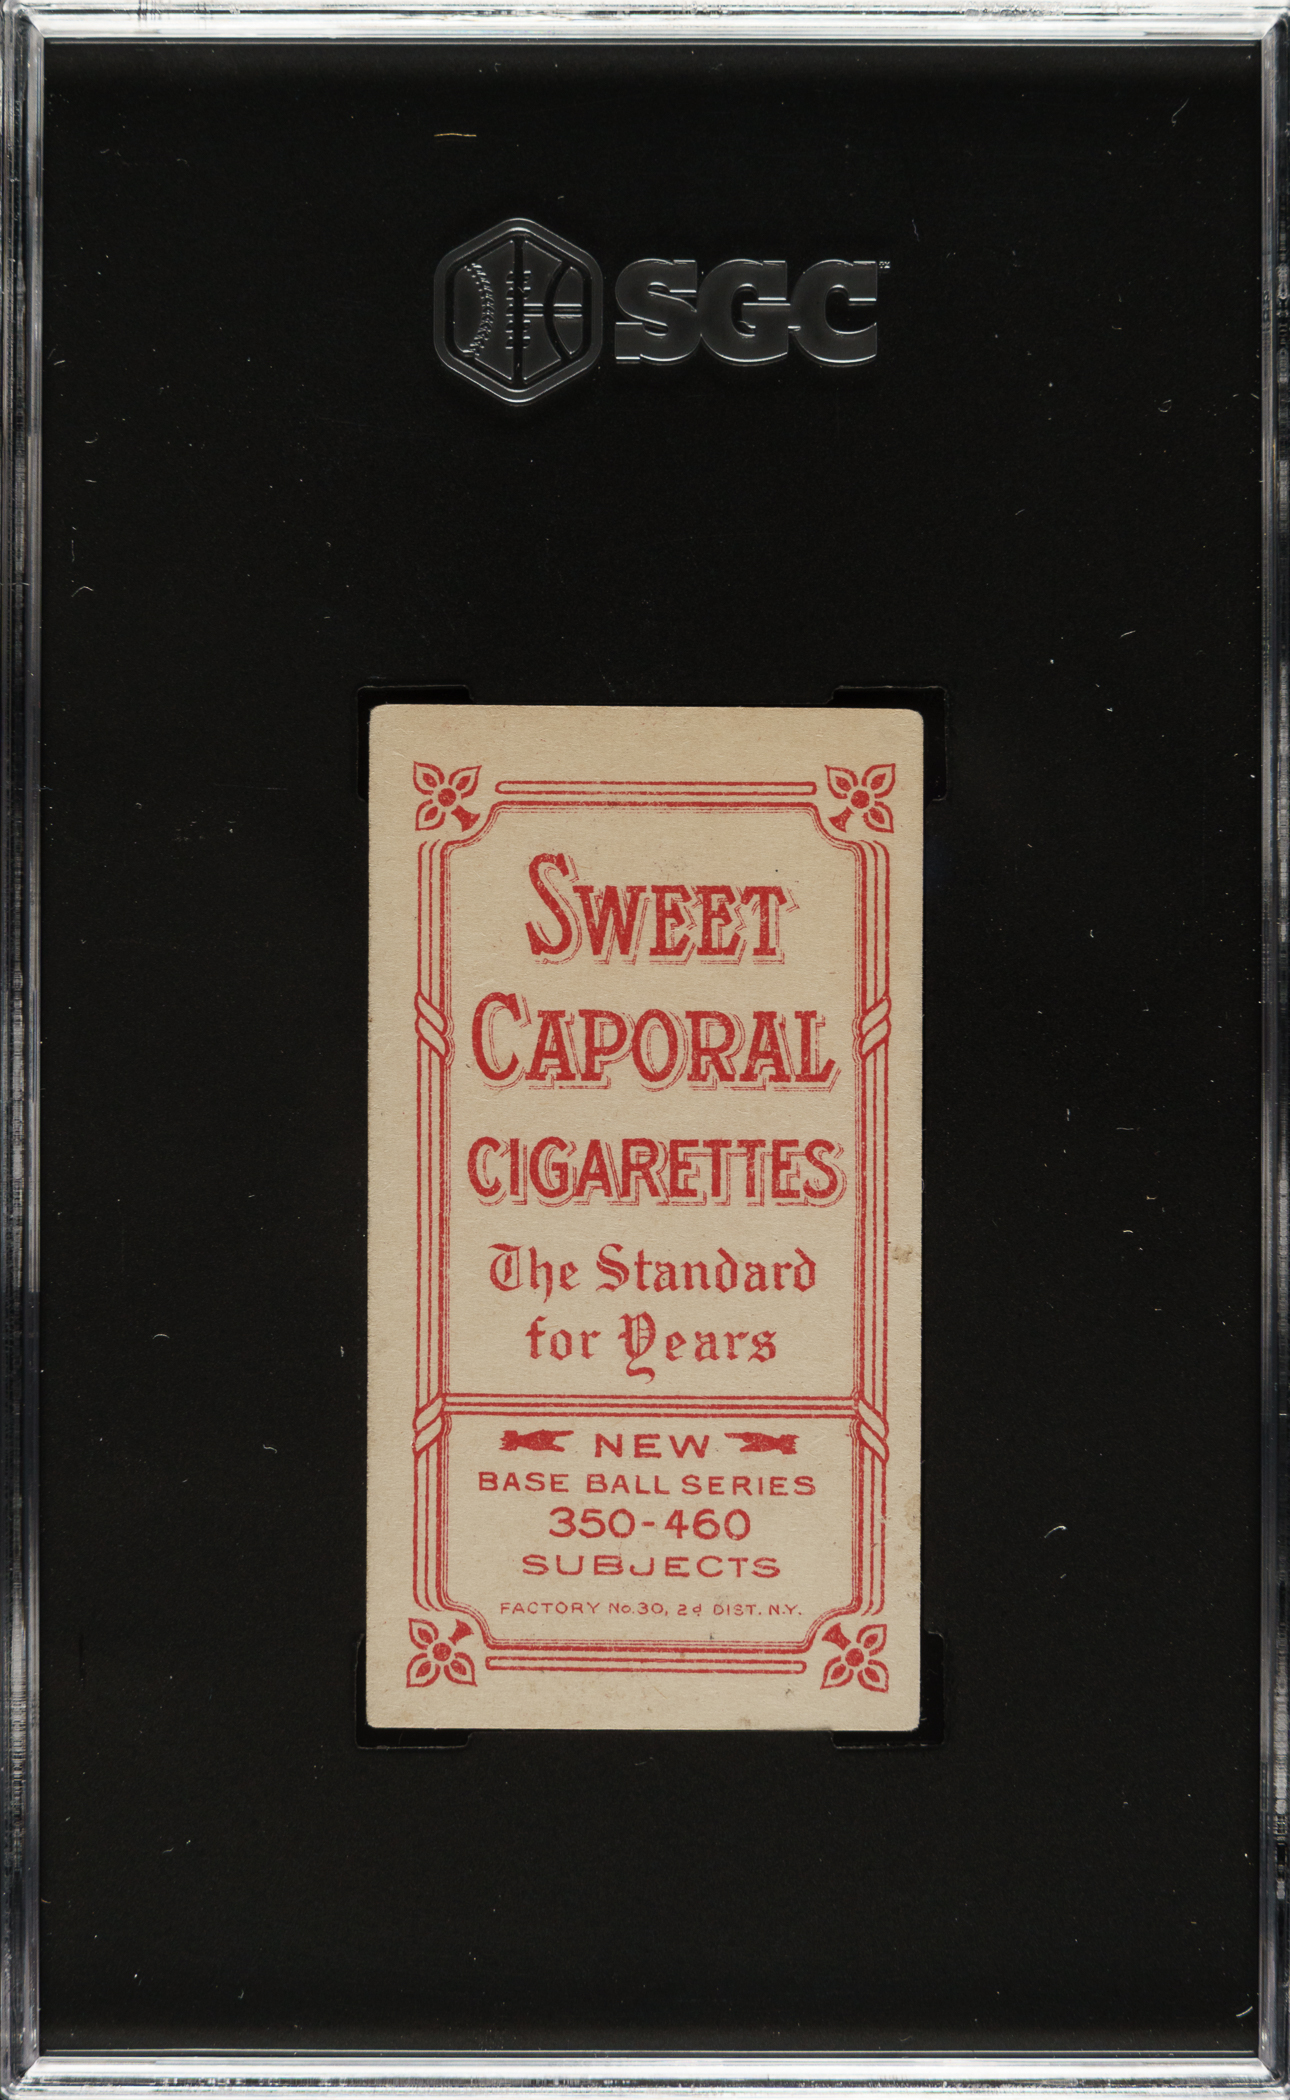 SGC
SWEET
CAPORAL
CIGARETTES
The Standard
for Years
NEW
BASE BALL SERIES
350-460
SUBJECTS
FACTORY No. 30, 2d DIST. N.Y.